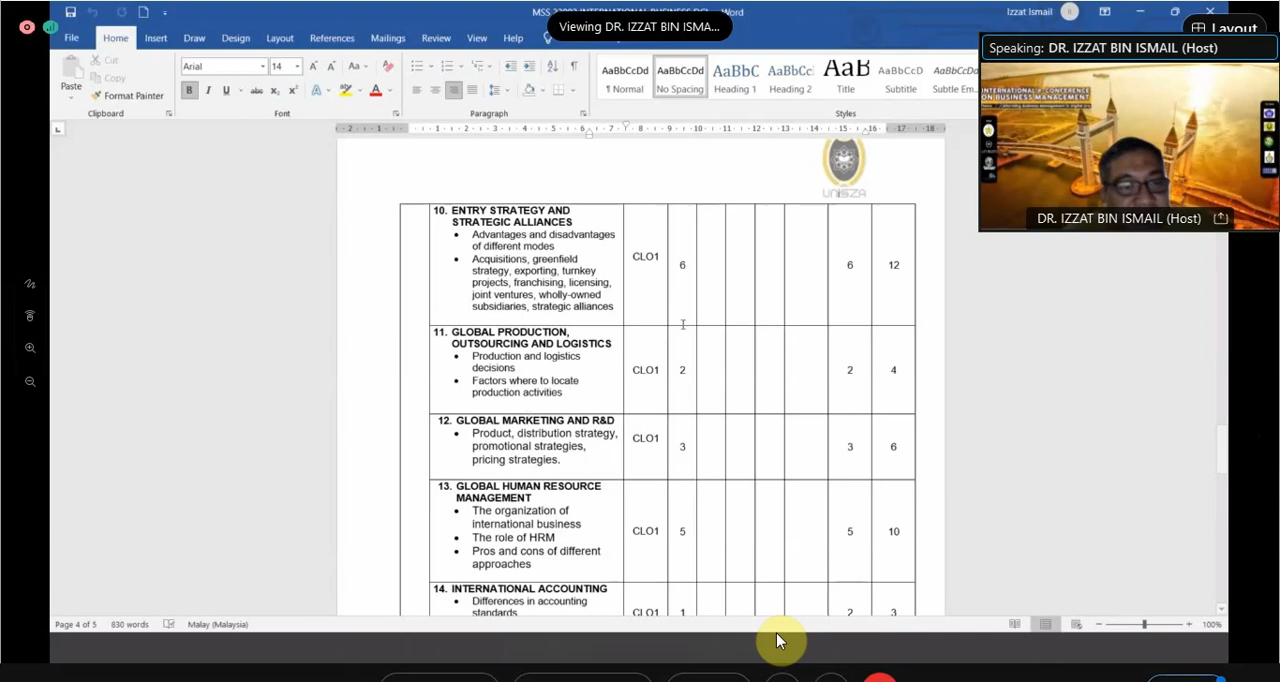 MSS
INTERNATIONAL BUSINESS
Word
Izzat Ismail
Viewing DR. IZZAT BIN ISMA...
Layout
Speaking: DR. IZZAT BIN ISMAIL (Host)
File Home Insert Draw Design Layout References Mailings Review View Help
Paste
Cut
Copy
Format Painter
Clipboard
Arial 14
Font
Paragraph
AaBbCcDd ¶ Normal
AaBbCcDd No Spacing
AaBbC Heading 1
AaBbCc Heading 2
AaB Title
AaBbCcD Subtitle
AaBbCcDd Subtle Em...
Styles
INTERNATIONAL e-CONFERENCE
ON BUSINESS MANAGEMENT
DR. IZZAT BIN ISMAIL (Host)
UNISZA
10. ENTRY STRATEGY AND
STRATEGIC ALLIANCES
• Advantages and disadvantages
of different modes
• Acquisitions, greenfield
strategy, exporting, turnkey
projects, franchising, licensing,
joint ventures, wholly-owned
subsidiaries, strategic alliances
CLO1 6 6 12
11. GLOBAL PRODUCTION,
OUTSOURCING AND LOGISTICS
• Production and logistics
decisions
• Factors where to locate
production activities
CLO1 2 2 4
12. GLOBAL MARKETING AND R&D
• Product, distribution strategy,
promotional strategies,
pricing strategies.
CLO1 3 3 6
13. GLOBAL HUMAN RESOURCE
MANAGEMENT
• The organization of
international business
• The role of HRM
• Pros and cons of different
approaches
CLO1 5 5 10
14. INTERNATIONAL ACCOUNTING
• Differences in accounting
standards
CLO1 1 2 3
Page 4 of 5 830 words Malay (Malaysia) 100%